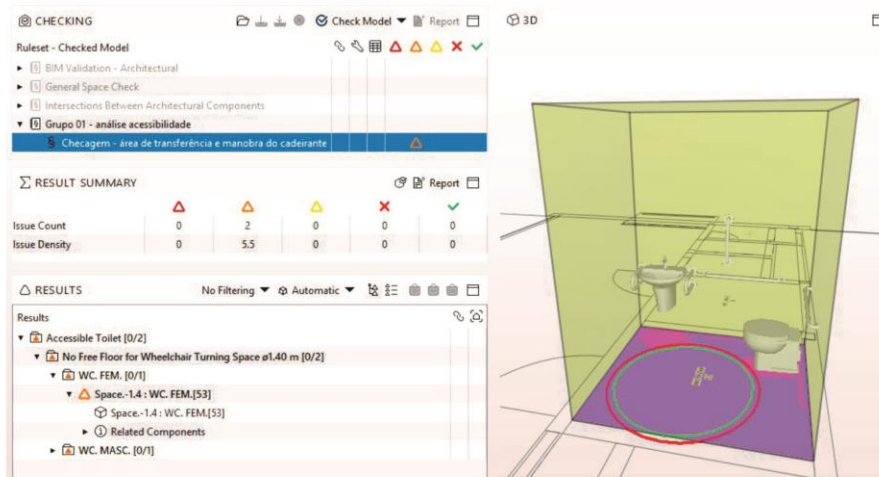 CHECKING
Check Model
Report
3D
Ruleset - Checked Model
BIM Validation - Architectural
General Space Check
Intersections Between Architectural Components
Grupo 01 - análise acessibilidade
§ Checagem - área de transferência e manobra do cadeirante
RESULT SUMMARY
Report
Issue Count 0 2 0 0 0
Issue Density 0 5.5 0 0 0
RESULTS
No Filtering
Automatic
Results
Accessible Toilet [0/2]
No Free Floor for Wheelchair Turning Space ø1.40 m [0/2]
WC. FEM. [0/1]
Space.-1.4 : WC. FEM.[53]
Space.-1.4 : WC. FEM.[53]
Related Components
WC. MASC. [0/1]